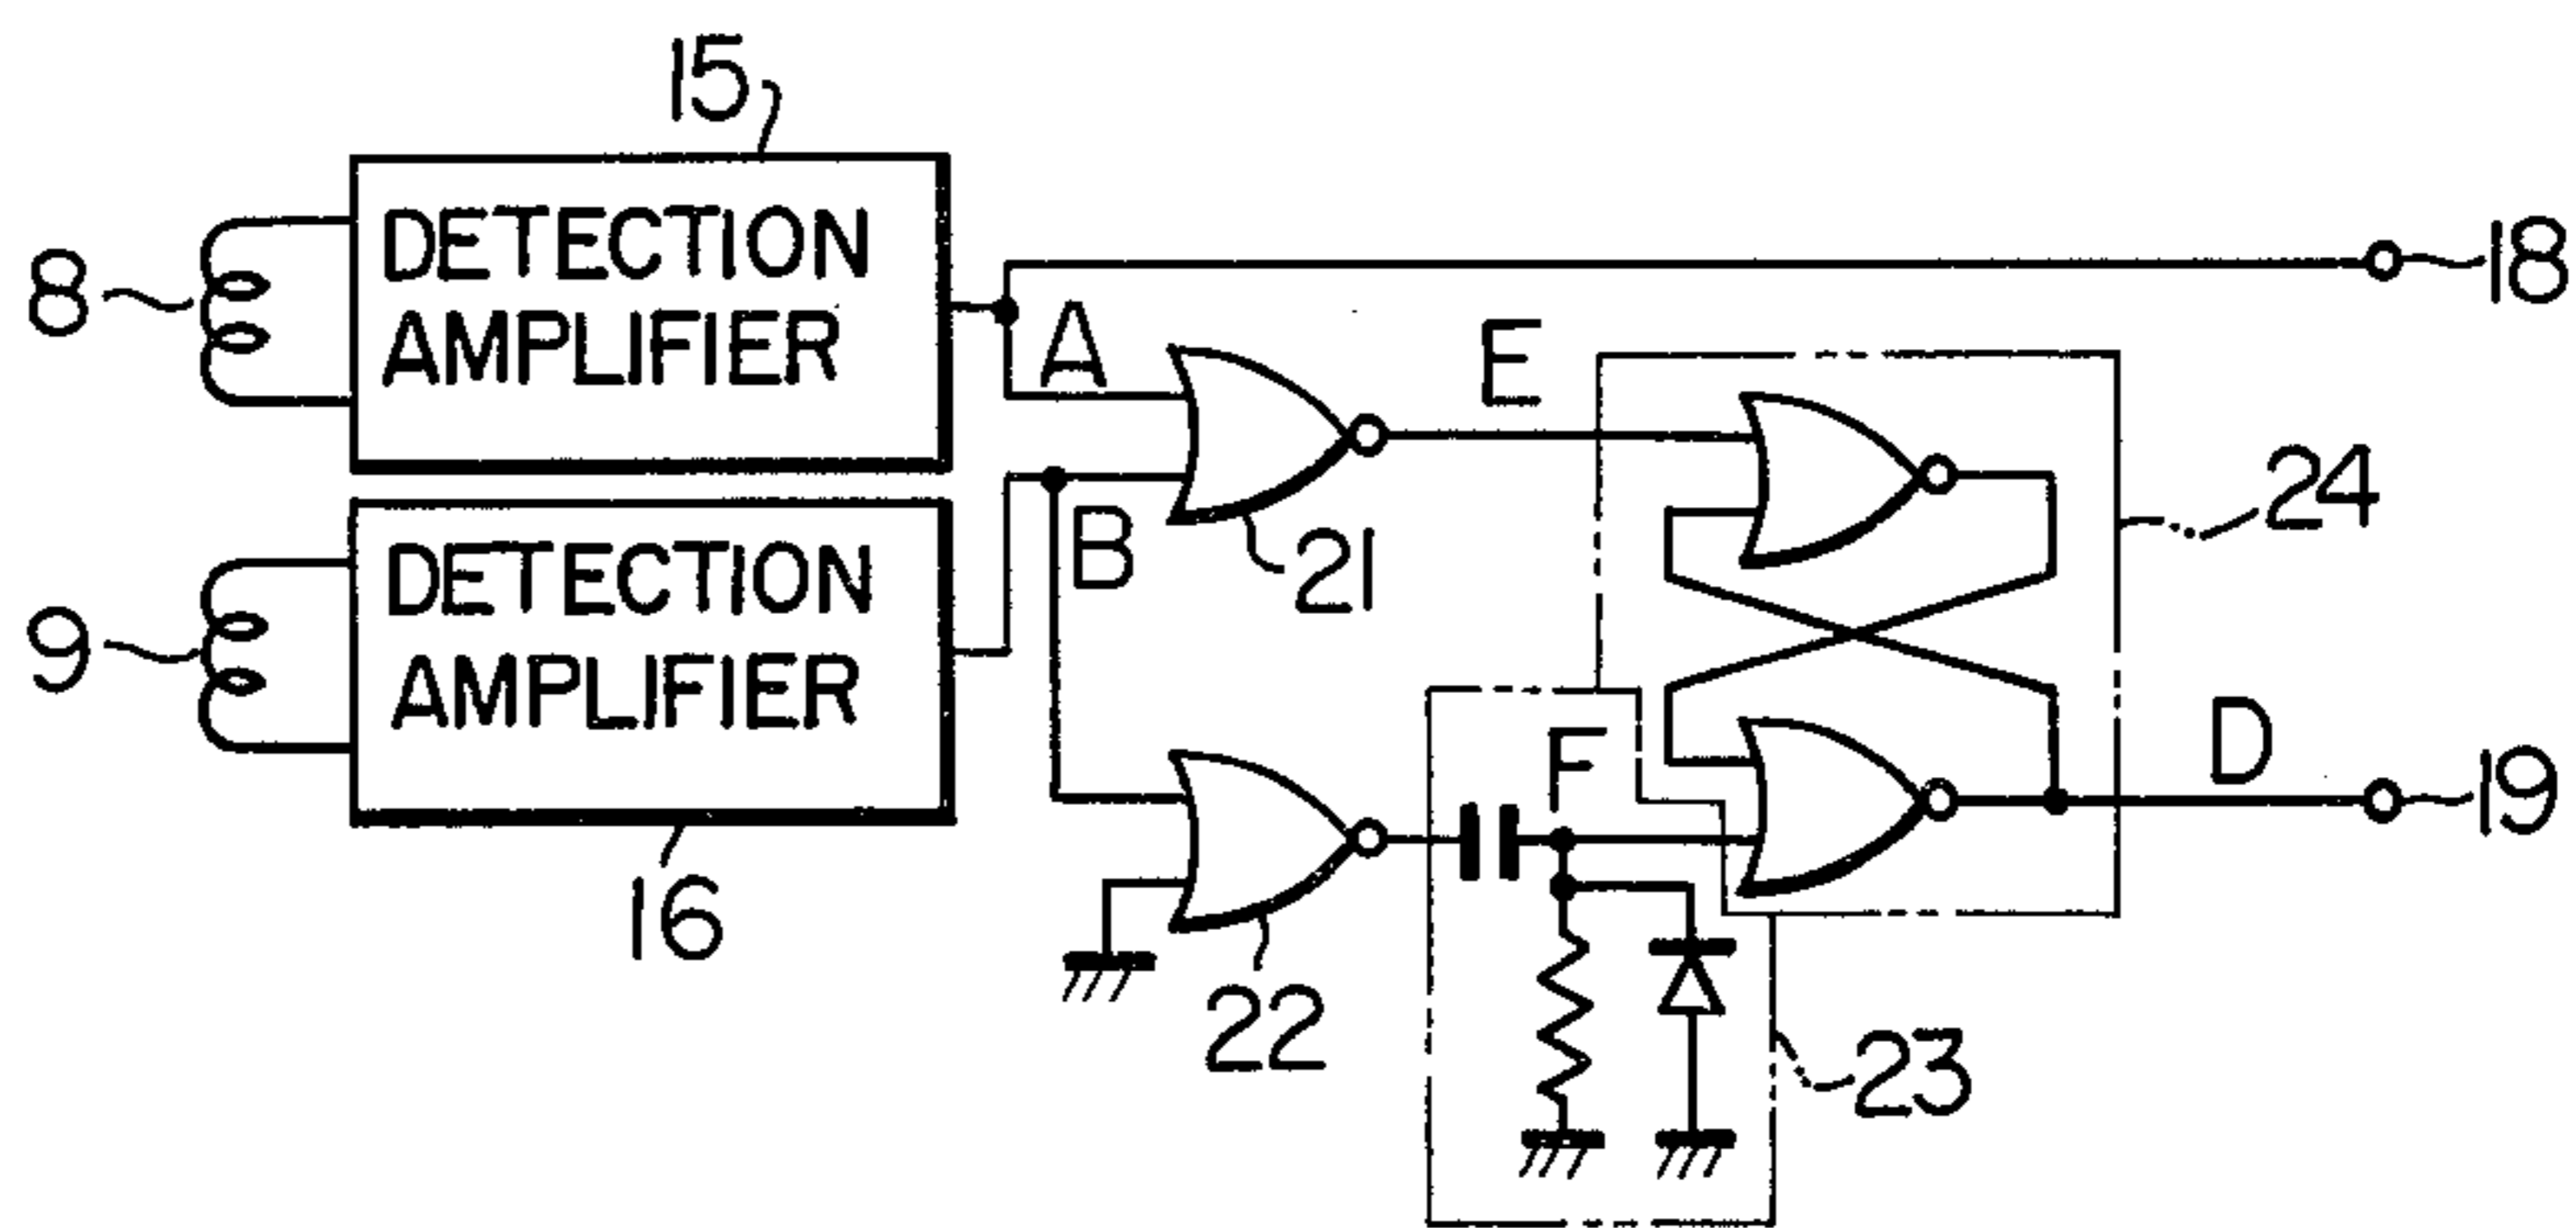 15
DETECTION
AMPLIFIER
8
18
A
E
24
B
21
DETECTION
AMPLIFIER
9
16
F
D
19
22
23